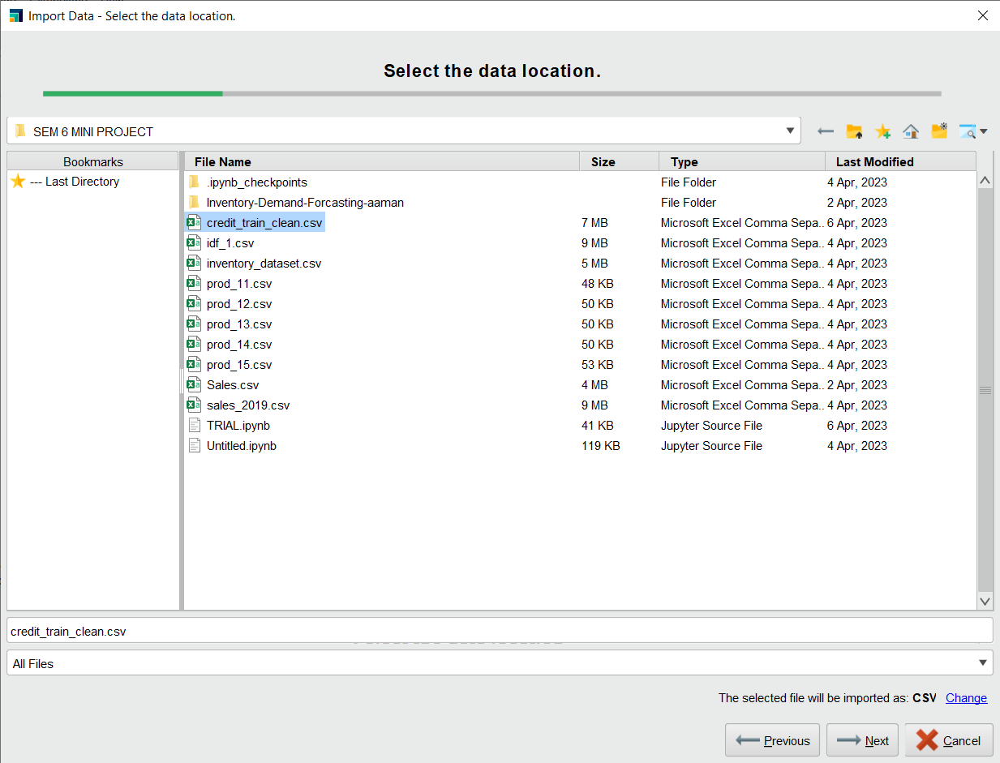 Import Data - Select the data location.
Select the data location.
SEM 6 MINI PROJECT
Bookmarks File Name Size Type Last Modified
--- Last Directory
.ipynb_checkpoints File Folder 4 Apr, 2023
Inventory-Demand-Forcasting-aaman File Folder 2 Apr, 2023
credit_train_clean.csv 7 MB Microsoft Excel Comma Sepa.. 6 Apr, 2023
idf_1.csv 9 MB Microsoft Excel Comma Sepa.. 4 Apr, 2023
inventory_dataset.csv 5 MB Microsoft Excel Comma Sepa.. 4 Apr, 2023
prod_11.csv 48 KB Microsoft Excel Comma Sepa.. 4 Apr, 2023
prod_12.csv 50 KB Microsoft Excel Comma Sepa.. 4 Apr, 2023
prod_13.csv 50 KB Microsoft Excel Comma Sepa.. 4 Apr, 2023
prod_14.csv 50 KB Microsoft Excel Comma Sepa.. 4 Apr, 2023
prod_15.csv 53 KB Microsoft Excel Comma Sepa.. 4 Apr, 2023
Sales.csv 4 MB Microsoft Excel Comma Sepa.. 2 Apr, 2023
sales_2019.csv 9 MB Microsoft Excel Comma Sepa.. 4 Apr, 2023
TRIAL.ipynb 41 KB Jupyter Source File 6 Apr, 2023
Untitled.ipynb 119 KB Jupyter Source File 4 Apr, 2023
credit_train_clean.csv
All Files
The selected file will be imported as: CSV Change
Previous Next Cancel